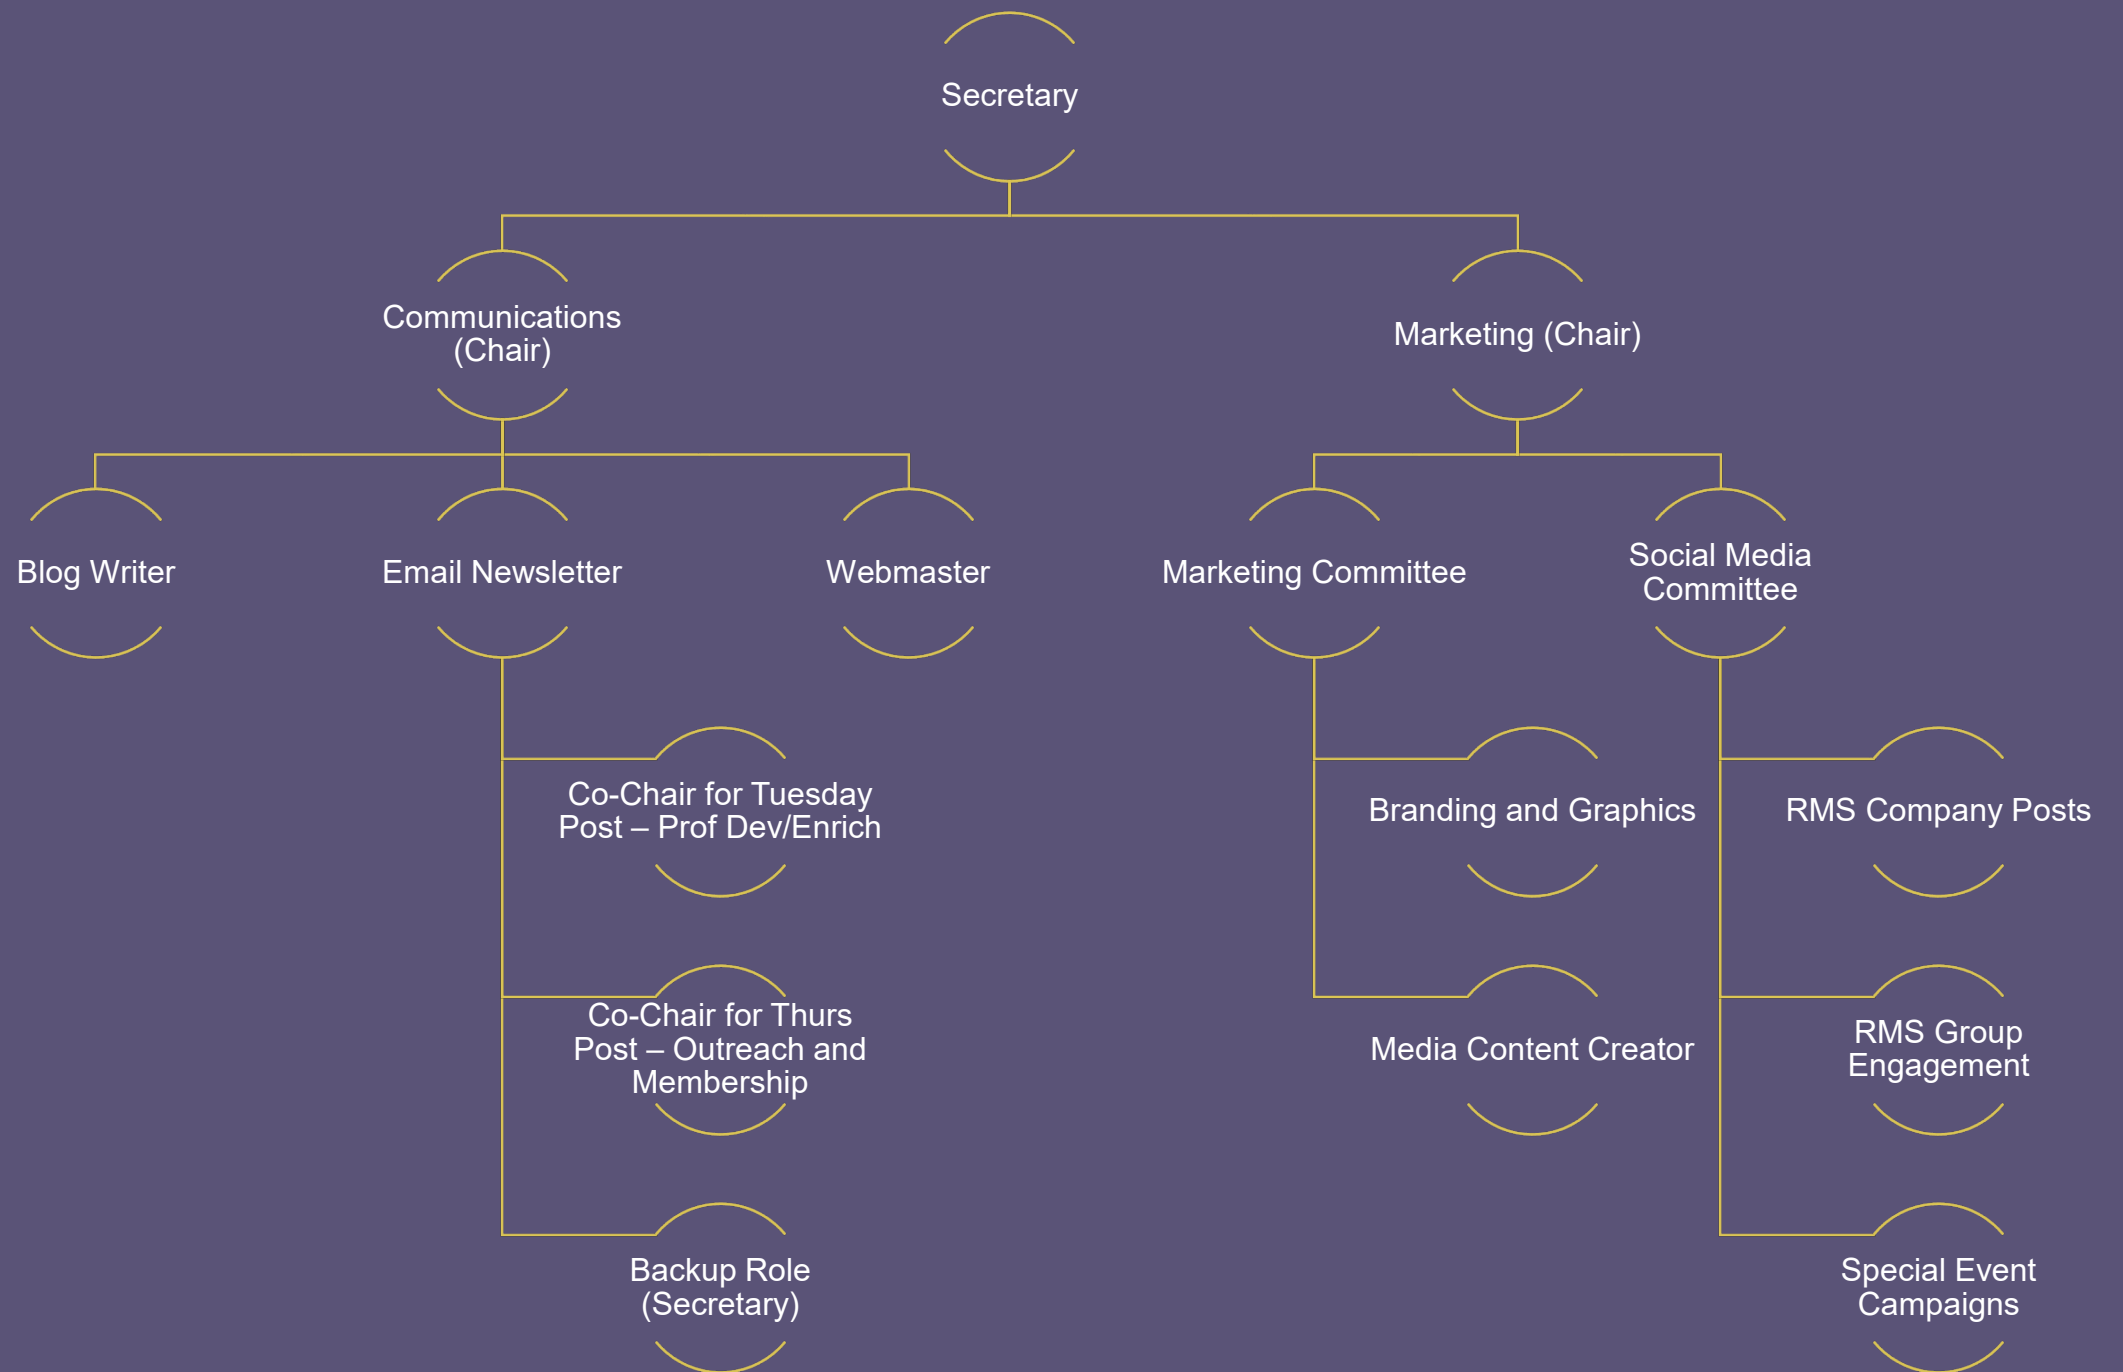 Secretary
Communications
(Chair)
Marketing (Chair)
Blog Writer
Email Newsletter
Webmaster
Marketing Committee
Social Media
Committee
Co-Chair for Tuesday
Post – Prof Dev/Enrich
Branding and Graphics
RMS Company Posts
Co-Chair for Thurs
Post – Outreach and
Membership
Media Content Creator
RMS Group
Engagement
Backup Role
(Secretary)
Special Event
Campaigns